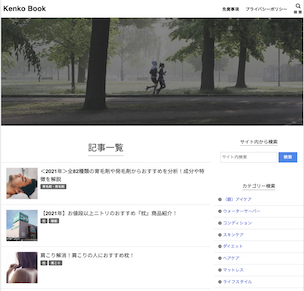 Kenko Book
免責事項 プライバシーポリシー
検索
記事一覧
<2021年>全82種類の育毛剤や発毛剤からおすすめを分析！成分や特
徴を解説
育毛剤・発毛剤
【2021年】お値段以上ニトリのおすすめ「枕」商品紹介！
枕
肩こり解消！肩こりの人におすすめ枕！
枕 肩こり
サイト内から検索
サイト内検索 検索
カテゴリー検索
(眼）アイケア
ウォーターサーバー
コンディション
スキンケア
ダイエット
ヘアケア
マットレス
ライフスタイル